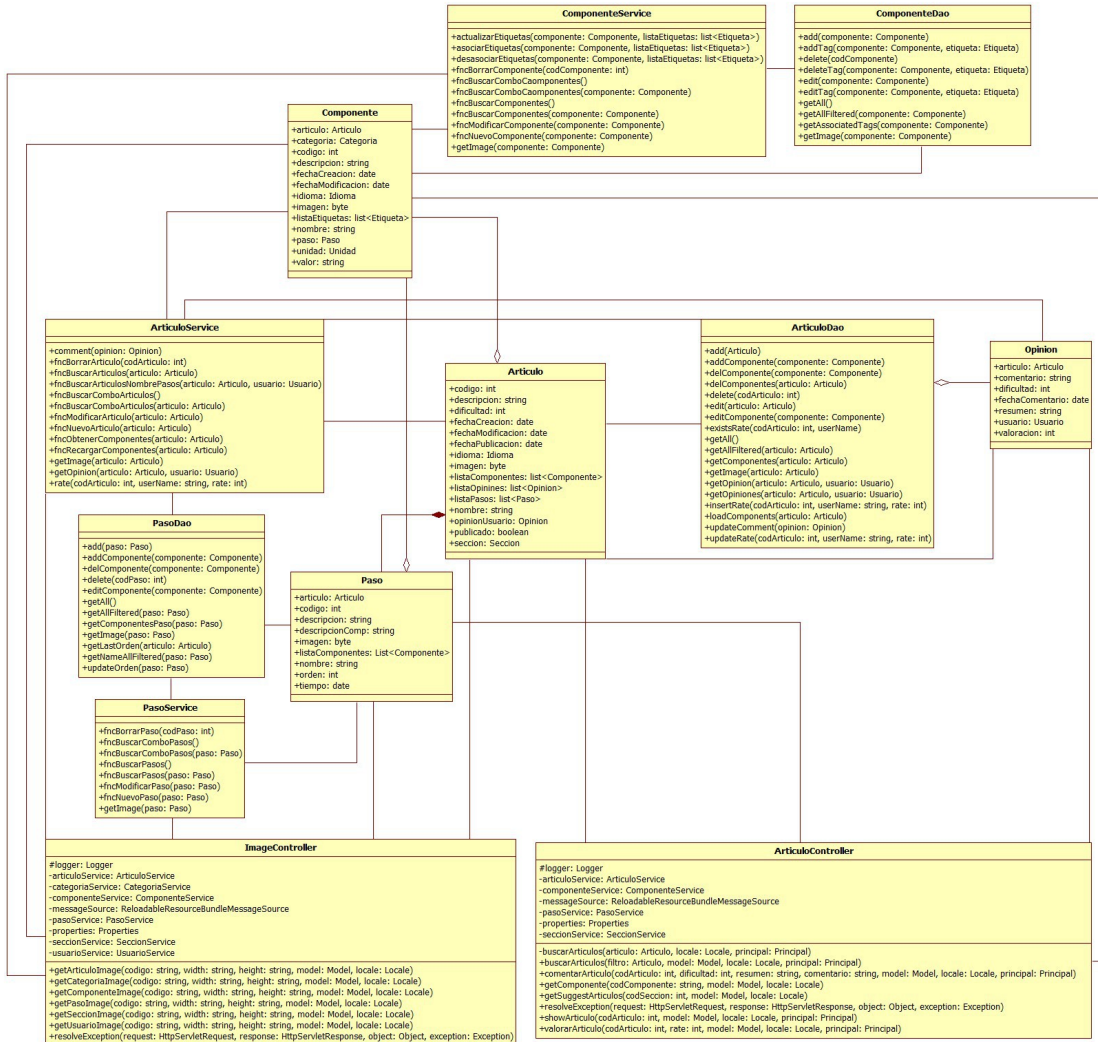 ComponenteService
+actualizarEtiquetas(componente: Componente, listaEtiquetas: list<Etiqueta>)
+asociarEtiquetas(componente: Componente, listaEtiquetas: list<Etiqueta>)
+desasociarEtiquetas(componente: Componente, listaEtiquetas: list<Etiqueta>)
+fncBorrarComponente(codComponente: int)
+fncBuscarComboCaomponentes()
+fncBuscarComboCaomponentes(componente: Componente)
+fncBuscarComponentes()
+fncBuscarComponentes(componente: Componente)
+fncModificarComponente(componente: Componente)
+fncNuevoComponente(componente: Componente)
+getImage(componente: Componente)
ComponenteDao
+add(componente: Componente)
+addTag(componente: Componente, etiqueta: Etiqueta)
+delete(codComponente)
+deleteTag(componente: Componente, etiqueta: Etiqueta)
+edit(componente: Componente)
+editTag(componente: Componente, etiqueta: Etiqueta)
+getAll()
+getAllFiltered(componente: Componente)
+getAssociatedTags(componente: Componente)
+getImage(componente: Componente)
Componente
+articulo: Articulo
+categoria: Categoria
+codigo: int
+descripcion: string
+fechaCreacion: date
+fechaModificacion: date
+idioma: Idioma
+imagen: byte
+listaEtiquetas: list<Etiqueta>
+nombre: string
+paso: Paso
+unidad: Unidad
+valor: string
ArticuloService
+comment(opinion: Opinion)
+fncBorrarArticulo(codArticulo: int)
+fncBuscarArticulos(articulo: Articulo)
+fncBuscarArticulosNombrePasos(articulo: Articulo, usuario: Usuario)
+fncBuscarComboArticulos()
+fncBuscarComboArticulos(articulo: Articulo)
+fncModificarArticulo(articulo: Articulo)
+fncNuevoArticulo(articulo: Articulo)
+fncObtenerComponentes(articulo: Articulo)
+fncRecargarComponentes(articulo: Articulo)
+getImage(articulo: Articulo)
+getOpinion(articulo: Articulo, usuario: Usuario)
+rate(codArticulo: int, userName: string, rate: int)
Articulo
+codigo: int
+descripcion: string
+dificultad: int
+fechaCreacion: date
+fechaModificacion: date
+fechaPublicacion: date
+idioma: Idioma
+imagen: byte
+listaComponentes: list<Componente>
+listaOpinines: list<Opinion>
+listaPasos: list<Paso>
+nombre: string
+opinionUsuario: Opinion
+publicado: boolean
+seccion: Seccion
ArticuloDao
+add(Articulo)
+addComponente(componente: Componente)
+delComponente(componente: Componente)
+delComponentes(articulo: Articulo)
+delete(codArticulo: int)
+edit(articulo: Articulo)
+editComponente(componente: Componente)
+existsRate(codArticulo: int, userName)
+getAll()
+getAllFiltered(articulo: Articulo)
+getComponentes(articulo: Articulo)
+getImage(articulo: Articulo)
+getOpinion(articulo: Articulo, usuario: Usuario)
+getOpiniones(articulo: Articulo, usuario: Usuario)
+insertRate(codArticulo: int, userName: string, rate: int)
+loadComponents(articulo: Articulo)
+updateComment(opinion: Opinion)
+updateRate(codArticulo: int, userName: string, rate: int)
Opinion
+articulo: Articulo
+comentario: string
+dificultad: int
+fechaComentario: date
+resumen: string
+usuario: Usuario
+valoracion: int
PasoDao
+add(paso: Paso)
+addComponente(componente: Componente)
+delComponente(componente: Componente)
+delete(codPaso: int)
+editComponente(componente: Componente)
+getAll()
+getAllFiltered(paso: Paso)
+getComponentesPaso(paso: Paso)
+getImage(paso: Paso)
+getLastOrden(articulo: Articulo)
+getNameAllFiltered(paso: Paso)
+updateOrden(paso: Paso)
Paso
+articulo: Articulo
+codigo: int
+descripcion: string
+descripcionComp: string
+imagen: byte
+listaComponentes: List<Componente>
+nombre: string
+orden: int
+tiempo: date
PasoService
+fncBorrarPaso(codPaso: int)
+fncBuscarComboPasos()
+fncBuscarComboPasos(paso: Paso)
+fncBuscarPasos()
+fncBuscarPasos(paso: Paso)
+fncModificarPaso(paso: Paso)
+fncNuevoPaso(paso: Paso)
+getImage(paso: Paso)
ImageController
#logger: Logger
-articuloService: ArticuloService
-categoriaService: CategoriaService
-componenteService: ComponenteService
-messageSource: ReloadableResourceBundleMessageSource
-pasoService: PasoService
-properties: Properties
-seccionService: SeccionService
-usuarioService: UsuarioService
+getArticuloImage(codigo: string, width: string, height: string, model: Model, locale: Locale)
+getCategoriaImage(codigo: string, width: string, height: string, model: Model, locale: Locale)
+getComponenteImage(codigo: string, width: string, height: string, model: Model, locale: Locale)
+getPasoImage(codigo: string, width: string, height: string, model: Model, locale: Locale)
+getSeccionImage(codigo: string, width: string, height: string, model: Model, locale: Locale)
+getUsuarioImage(codigo: string, width: string, height: string, model: Model, locale: Locale)
+resolveException(request: HttpServletRequest, response: HttpServletResponse, object: Object, exception: Exception)
ArticuloController
#logger: Logger
-articuloService: ArticuloService
-componenteService: ComponenteService
-messageSource: ReloadableResourceBundleMessageSource
-pasoService: PasoService
-properties: Properties
-seccionService: SeccionService
-buscarArticulos(articulo: Articulo, locale: Locale, principal: Principal)
+buscarArticulos(filtro: Articulo, model: Model, locale: Locale, principal: Principal)
+comentarArticulo(codArticulo: int, dificultad: int, resumen: string, comentario: string, model: Model, locale: Locale, principal: Principal)
+getComponente(codComponente: string, model: Model, locale: Locale)
+getSuggestArticulos(codSeccion: int, model: Model, locale: Locale)
+resolveException(request: HttpServletRequest, response: HttpServletResponse, object: Object, exception: Exception)
+showArticulo(codArticulo: int, model: Model, locale: Locale, principal: Principal)
+valorarArticulo(codArticulo: int, rate: int, model: Model, locale: Locale, principal: Principal)